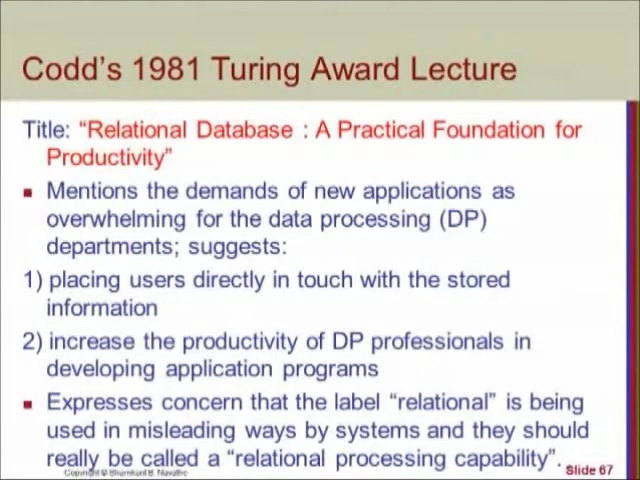 Codd's 1981 Turing Award Lecture
Title: "Relational Database : A Practical Foundation for
Productivity"
Mentions the demands of new applications as
overwhelming for the data processing (DP)
departments; suggests:
1) placing users directly in touch with the stored
information
2) increase the productivity of DP professionals in
developing application programs
Expresses concern that the label "relational" is being
used in misleading ways by systems and they should
really be called a "relational processing capability".
Copyright © Shamkant B. Navathe
Slide 67